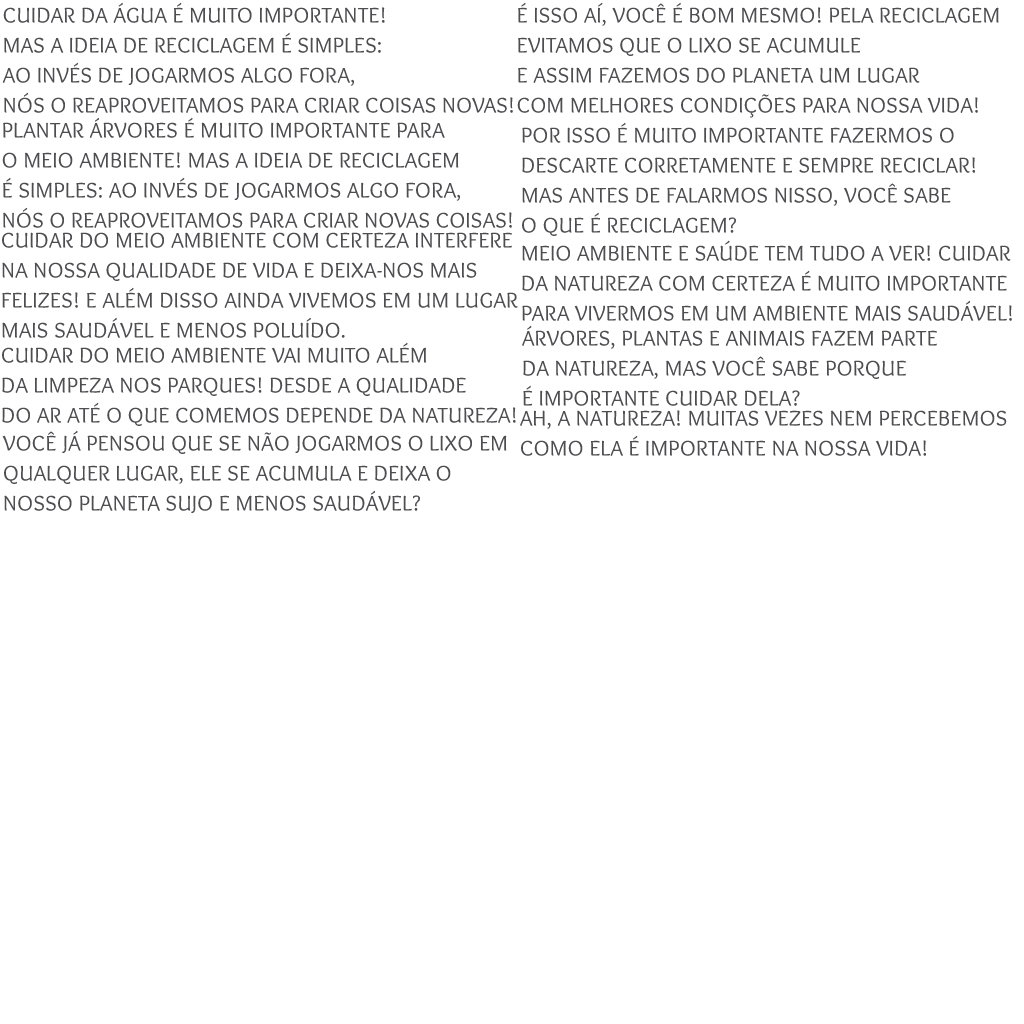 CUIDAR DA ÁGUA É MUITO IMPORTANTE!
MAS A IDEIA DE RECICLAGEM É SIMPLES:
AO INVÉS DE JOGARMOS ALGO FORA,
NÓS O REAPROVEITAMOS PARA CRIAR COISAS NOVAS!
PLANTAR ÁRVORES É MUITO IMPORTANTE PARA
O MEIO AMBIENTE! MAS A IDEIA DE RECICLAGEM
É SIMPLES: AO INVÉS DE JOGARMOS ALGO FORA,
NÓS O REAPROVEITAMOS PARA CRIAR NOVAS COISAS!
CUIDAR DO MEIO AMBIENTE COM CERTEZA INTERFERE
NA NOSSA QUALIDADE DE VIDA E DEIXA-NOS MAIS
FELIZES! E ALÉM DISSO AINDA VIVEMOS EM UM LUGAR
MAIS SAUDÁVEL E MENOS POLUÍDO.
CUIDAR DO MEIO AMBIENTE VAI MUITO ALÉM
DA LIMPEZA NOS PARQUES! DESDE A QUALIDADE
DO AR ATÉ O QUE COMEMOS DEPENDE DA NATUREZA!
VOCÊ JÁ PENSOU QUE SE NÃO JOGARMOS O LIXO EM
QUALQUER LUGAR, ELE SE ACUMULA E DEIXA O
NOSSO PLANETA SUJO E MENOS SAUDÁVEL?
É ISSO AÍ, VOCÊ É BOM MESMO! PELA RECICLAGEM
EVITAMOS QUE O LIXO SE ACUMULE
E ASSIM FAZEMOS DO PLANETA UM LUGAR
COM MELHORES CONDIÇÕES PARA NOSSA VIDA!
POR ISSO É MUITO IMPORTANTE FAZERMOS O
DESCARTE CORRETAMENTE E SEMPRE RECICLAR!
MAS ANTES DE FALARMOS NISSO, VOCÊ SABE
O QUE É RECICLAGEM?
MEIO AMBIENTE E SAÚDE TEM TUDO A VER! CUIDAR
DA NATUREZA COM CERTEZA É MUITO IMPORTANTE
PARA VIVERMOS EM UM AMBIENTE MAIS SAUDÁVEL!
ÁRVORES, PLANTAS E ANIMAIS FAZEM PARTE
DA NATUREZA, MAS VOCÊ SABE PORQUE
É IMPORTANTE CUIDAR DELA?
AH, A NATUREZA! MUITAS VEZES NEM PERCEBEMOS
COMO ELA É IMPORTANTE NA NOSSA VIDA!